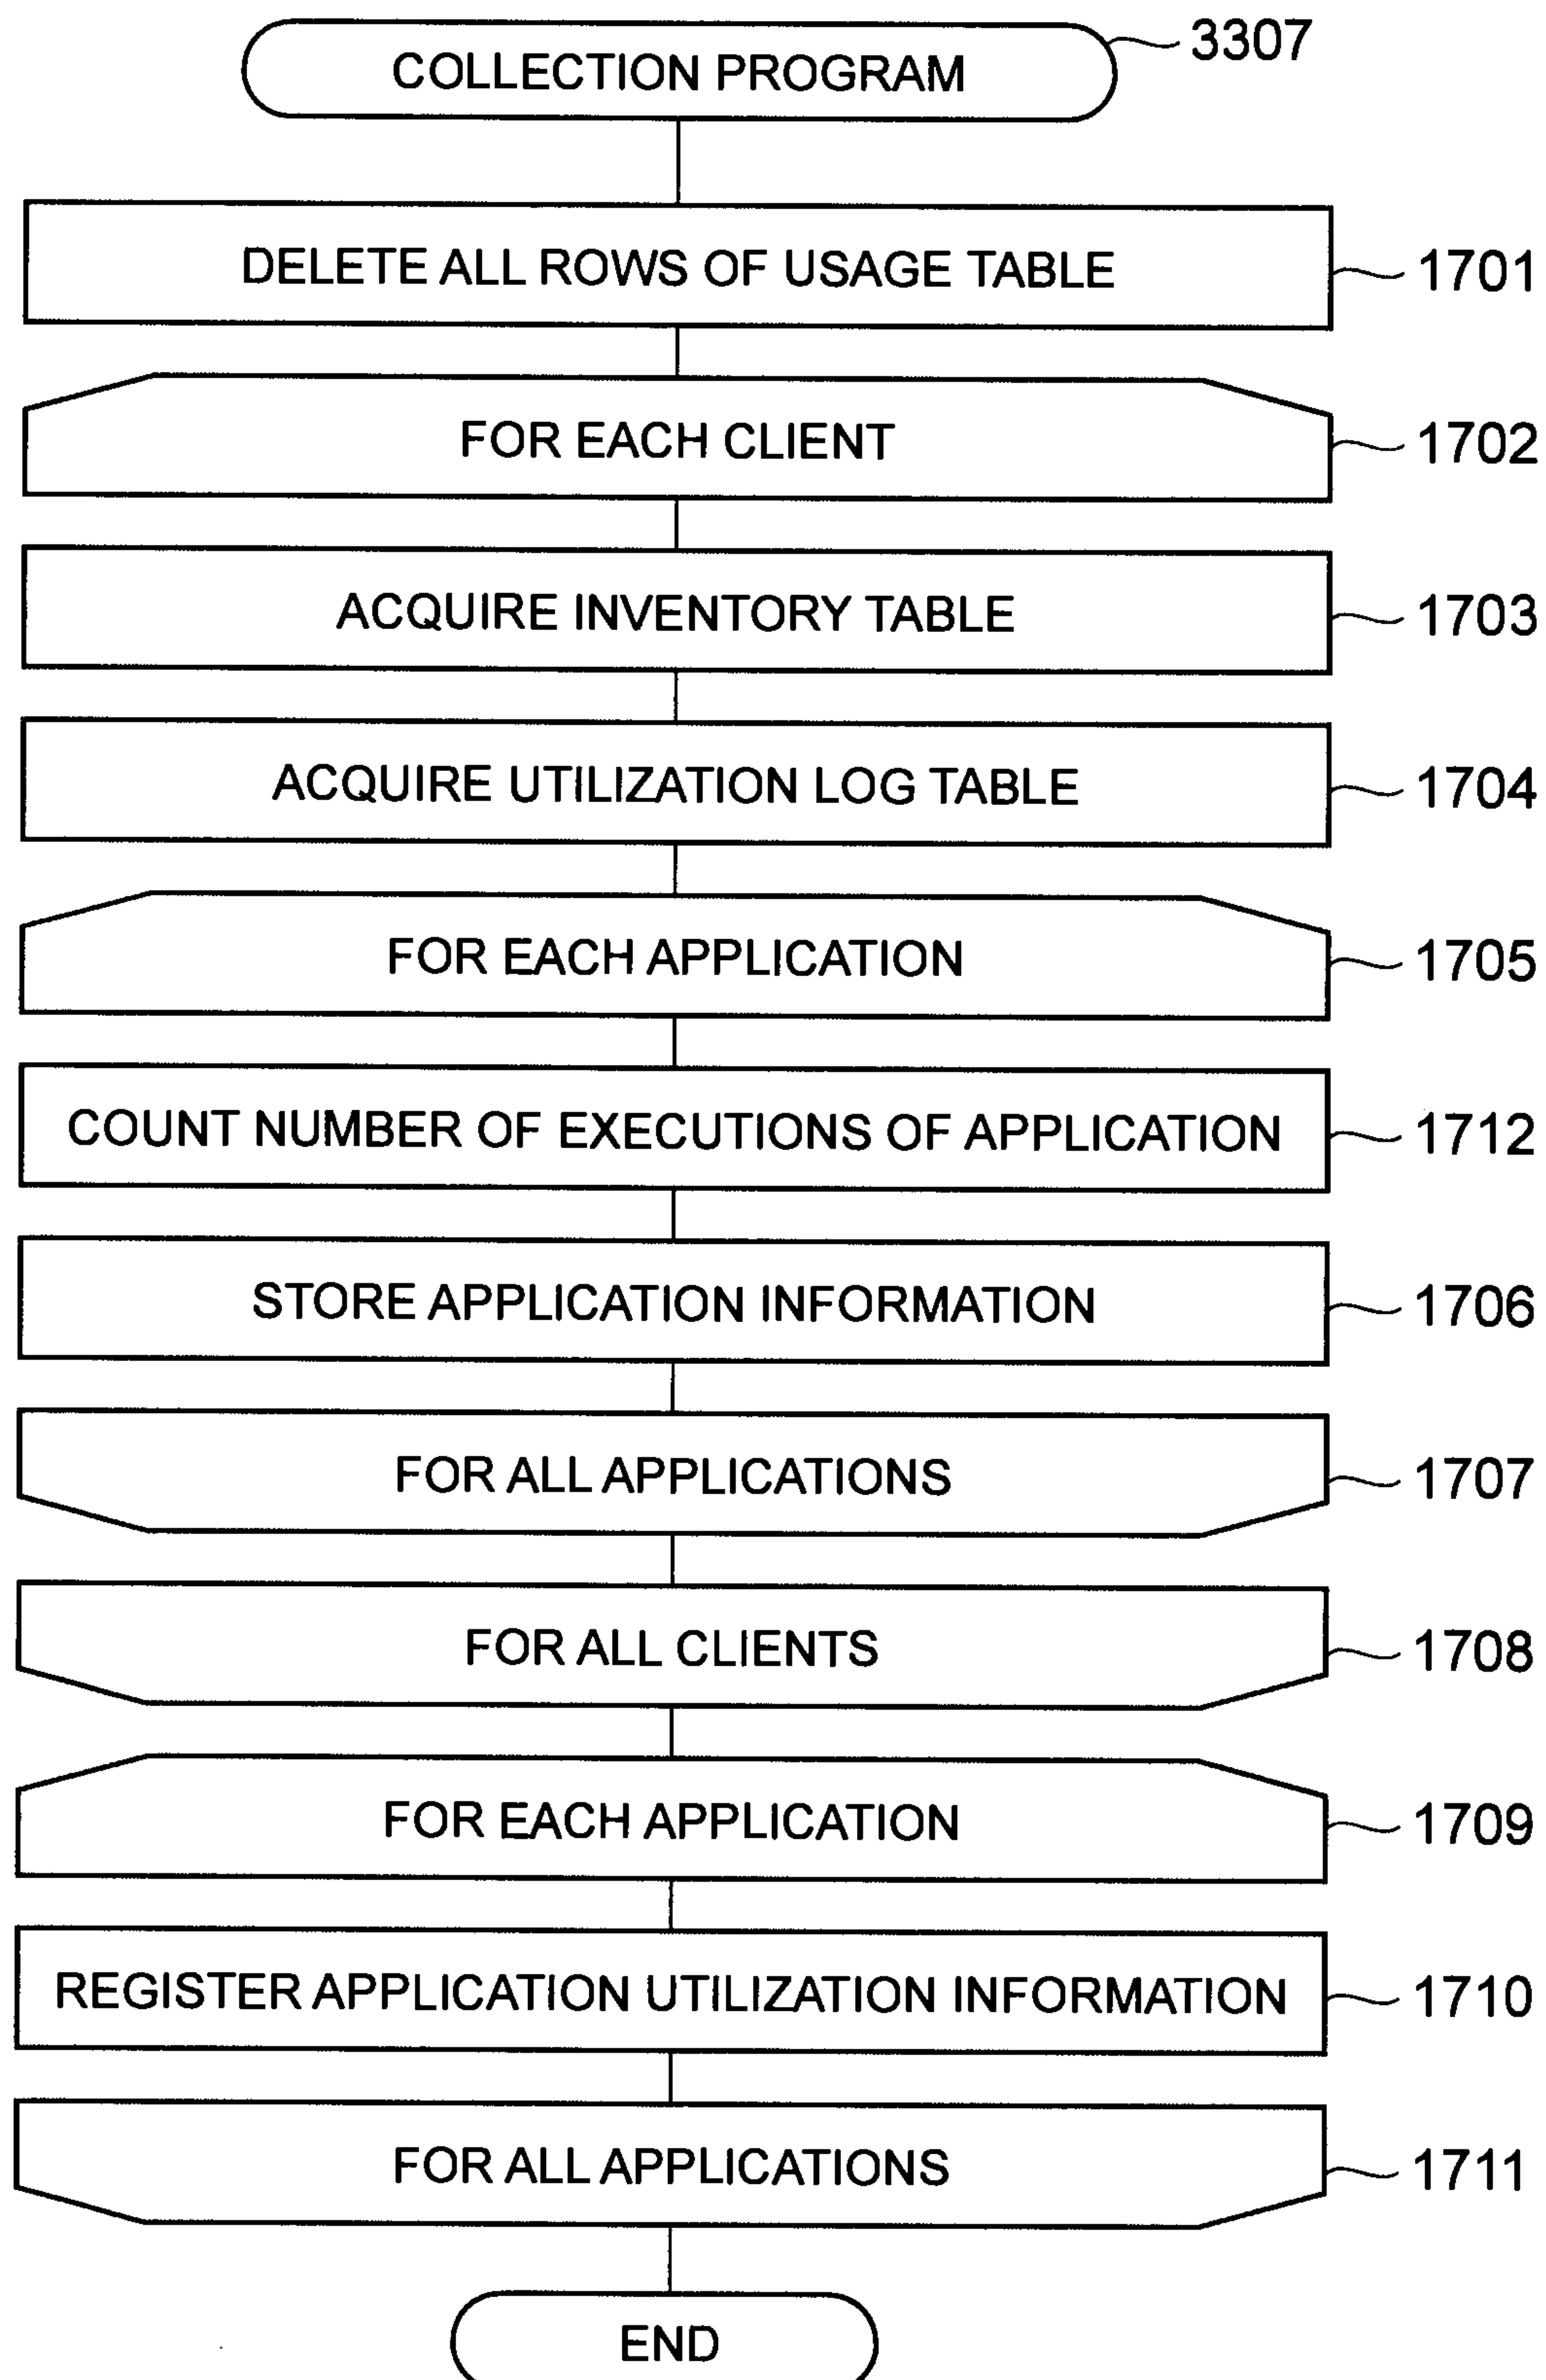 COLLECTION PROGRAM 3307
DELETE ALL ROWS OF USAGE TABLE 1701
FOR EACH CLIENT 1702
ACQUIRE INVENTORY TABLE 1703
ACQUIRE UTILIZATION LOG TABLE 1704
FOR EACH APPLICATION 1705
COUNT NUMBER OF EXECUTIONS OF APPLICATION 1712
STORE APPLICATION INFORMATION 1706
FOR ALL APPLICATIONS 1707
FOR ALL CLIENTS 1708
FOR EACH APPLICATION 1709
REGISTER APPLICATION UTILIZATION INFORMATION 1710
FOR ALL APPLICATIONS 1711
END